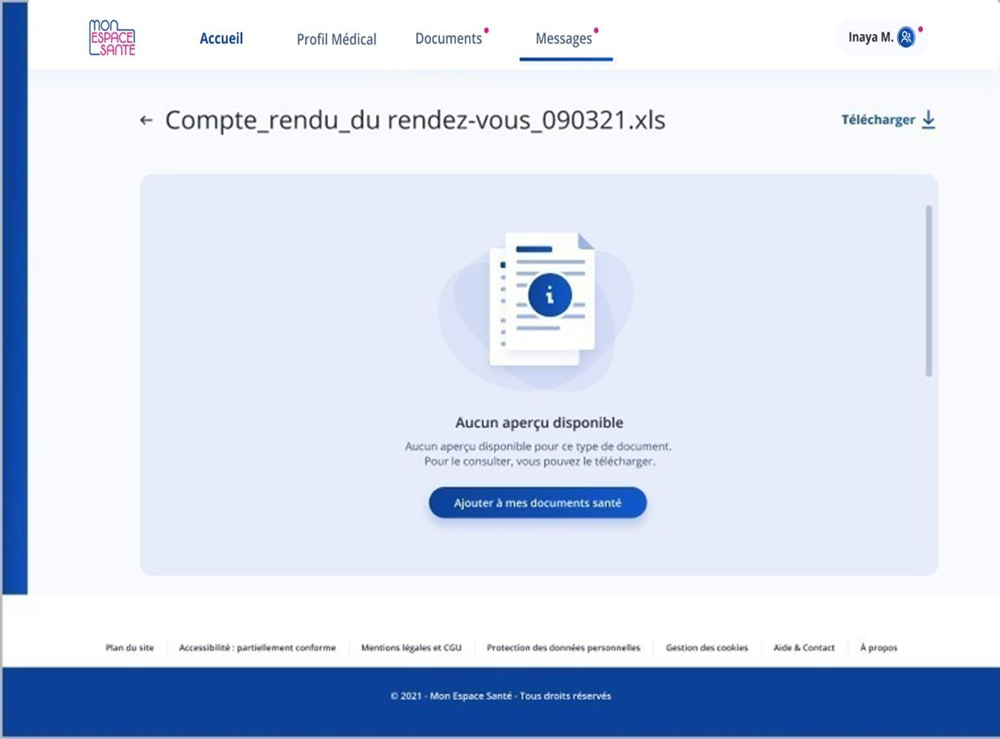 MON
ESPACE
SANTÉ
Accueil
Profil Médical
Documents
Messages
Inaya M.
← Compte_rendu_du rendez-vous_090321.xls
Télécharger
i
Aucun aperçu disponible
Aucun aperçu disponible pour ce type de document.
Pour le consulter, vous pouvez le télécharger.
Ajouter à mes documents santé
Plan du site
Accessibilité : partiellement conforme
Mentions légales et CGU
Protection des données personnelles
Gestion des cookies
Aide & Contact
À propos
© 2021 - Mon Espace Santé - Tous droits réservés